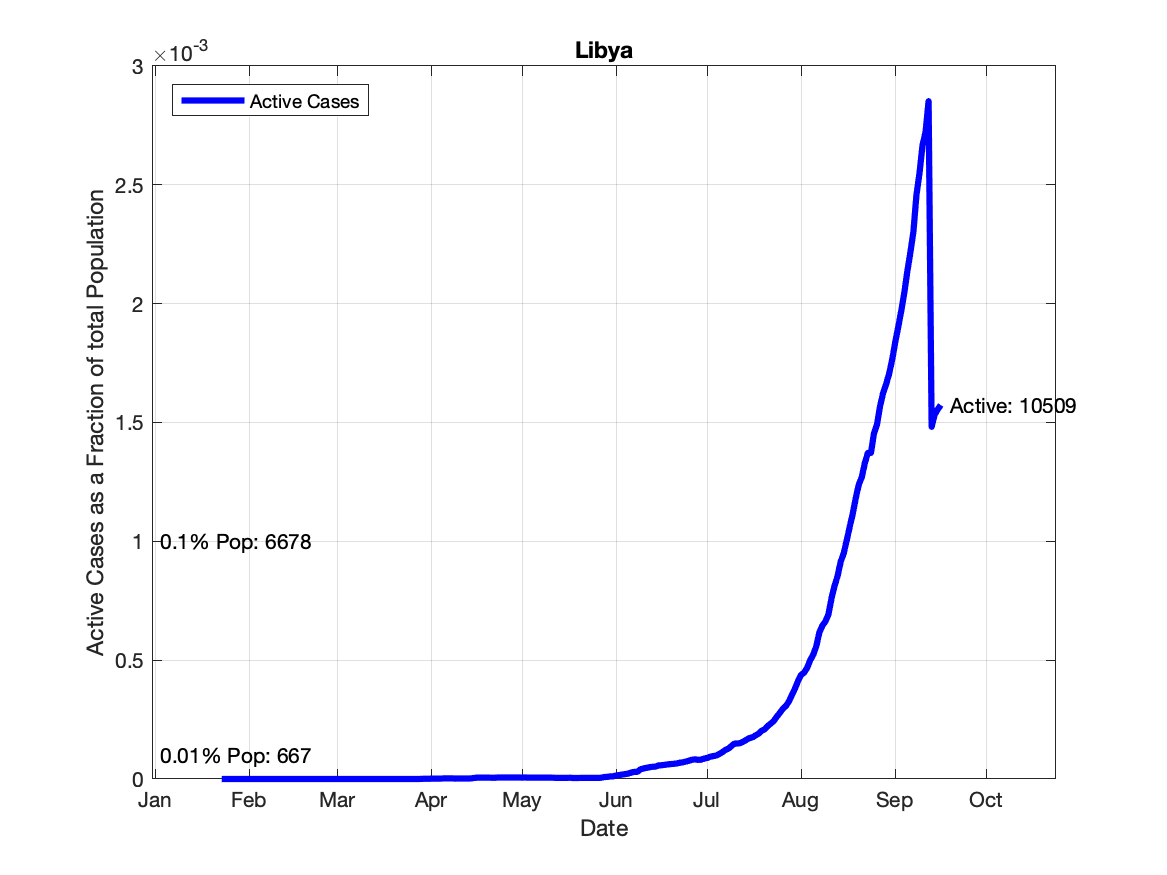 Libya
×10-3
Active Cases
3
2.5
2
1.5
1
0.5
0
Active Cases as a Fraction of total Population
Active: 10509
0.1% Pop: 6678
0.01% Pop: 667
Jan Feb Mar Apr May Jun Jul Aug Sep Oct
Date